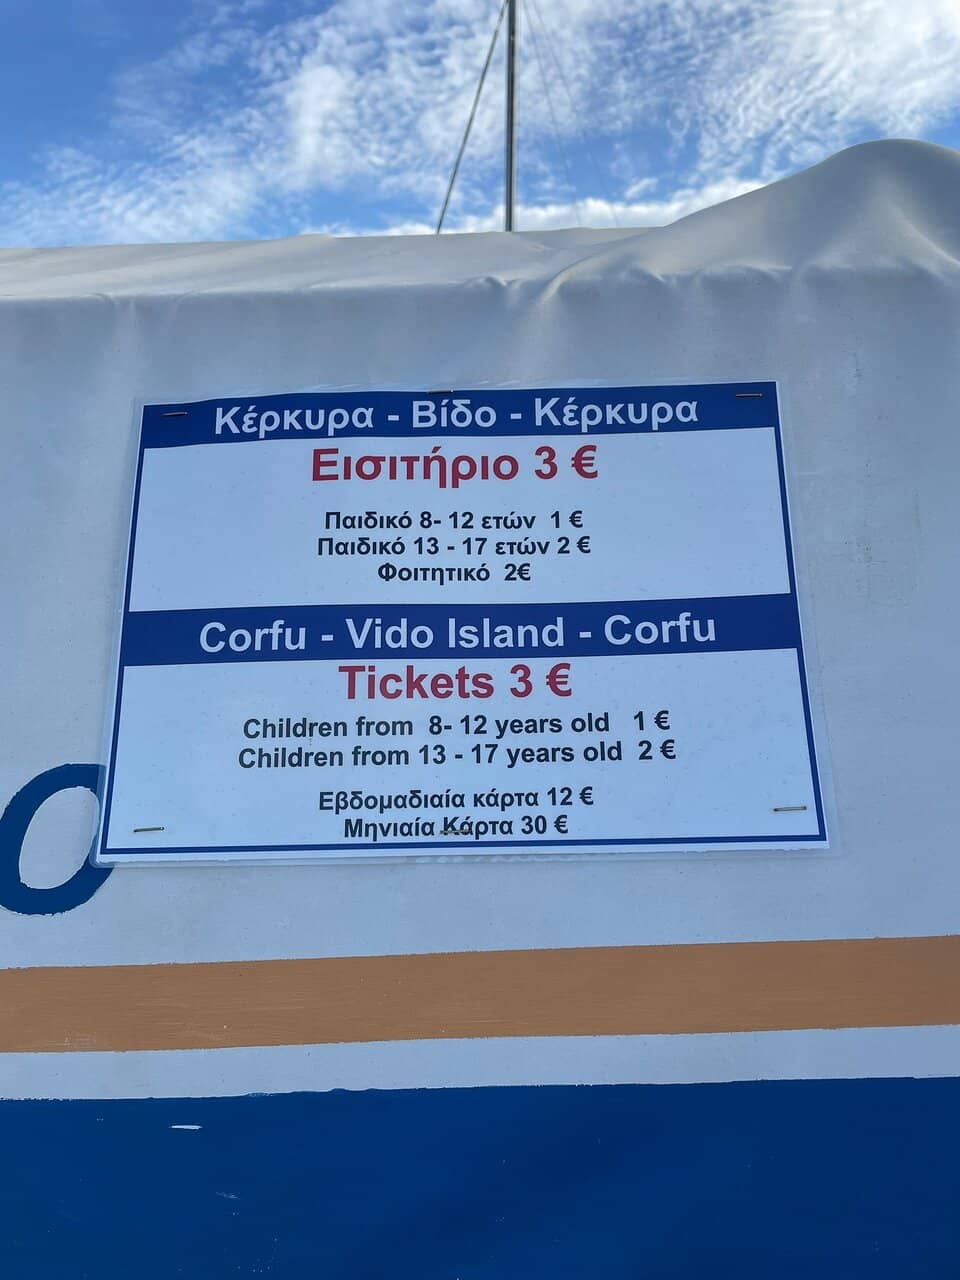 Κέρκυρα - Βίδο - Κέρκυρα
Εισιτήριο 3 €
Παιδικό 8- 12 ετών 1 €
Παιδικό 13 - 17 ετών 2 €
Φοιτητικό 2€
Corfu - Vido Island - Corfu
Tickets 3 €
Children from 8- 12 years old 1 €
Children from 13 - 17 years old 2 €
Εβδομαδιαία κάρτα 12 €
Μηνιαία Κάρτα 30 €